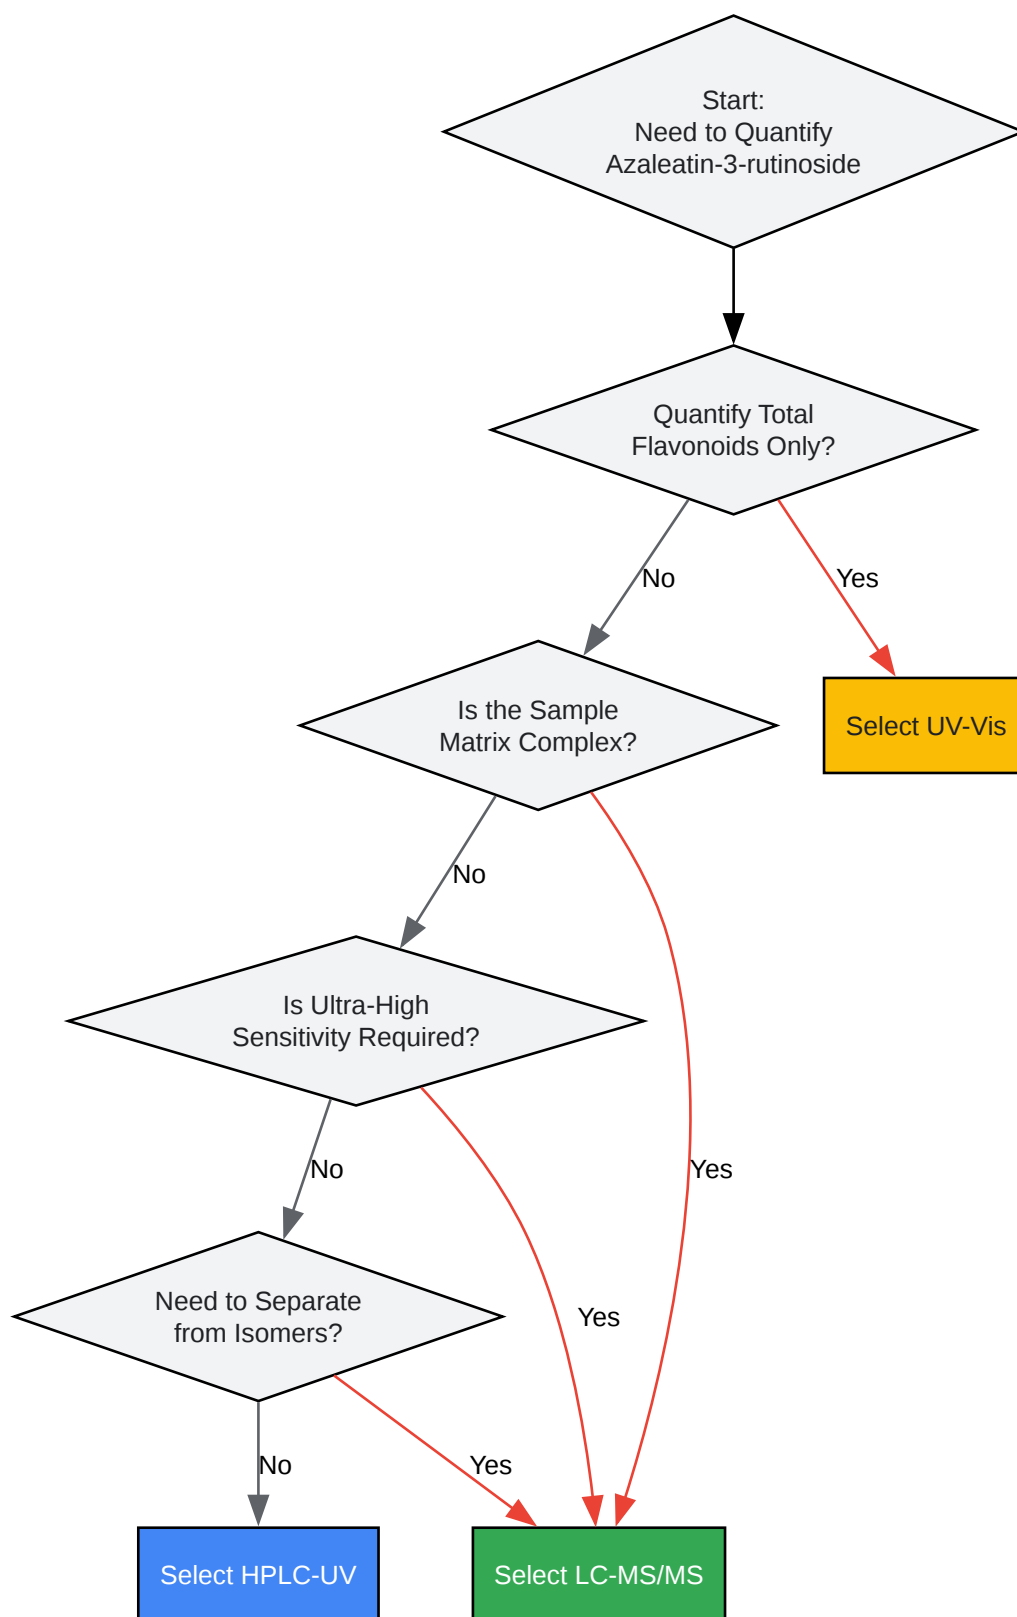 Start:
Need to Quantify
Azaleatin-3-rutinoside
Quantify Total
Flavonoids Only?
No
Yes
Is the Sample
Matrix Complex?
Select UV-Vis
No
Is Ultra-High
Sensitivity Required?
No
Yes
Need to Separate
from Isomers?
Yes
No
Yes
Select HPLC-UV
Select LC-MS/MS